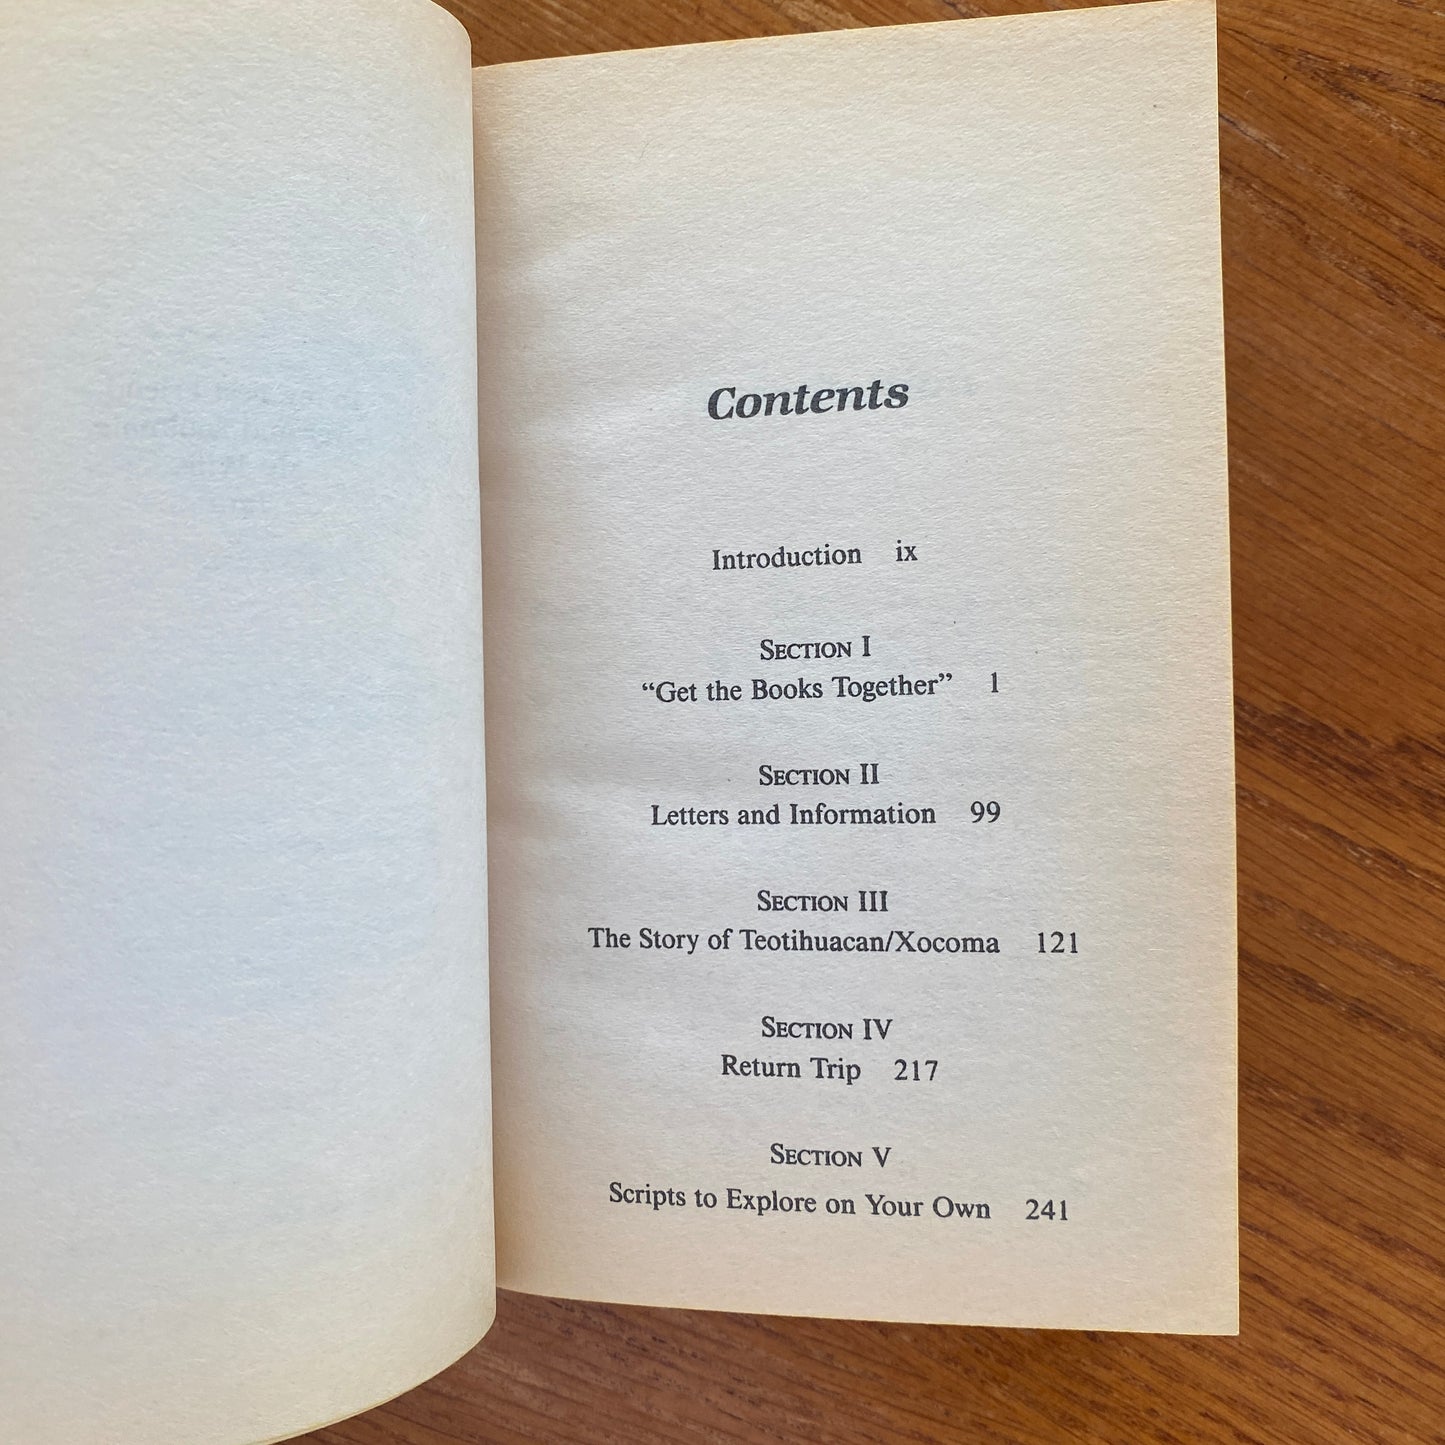 Contents
Introduction ix
SECTION I
“Get the Books Together” 1
SECTION II
Letters and Information 99
SECTION III
The Story of Teotihuacan/Xocoma 121
SECTION IV
Return Trip 217
SECTION V
Scripts to Explore on Your Own 241